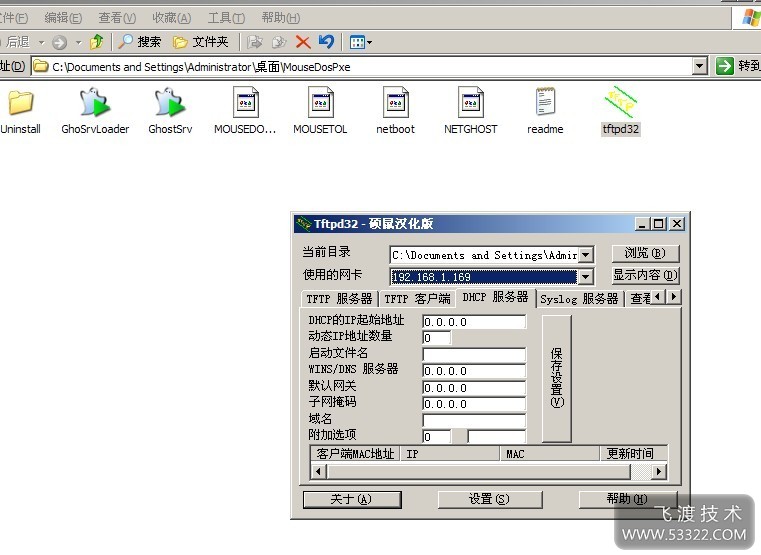 件(F) 编辑(E) 查看(V) 收藏(A) 工具(T) 帮助(H)
后退 搜索 文件夹
址(D) C:\Documents and Settings\Administrator\桌面\MouseDosPxe 转到
Uninstall GhoSrvLoader GhostSrv MOUSEDO... MOUSETOL netboot NETGHOST readme tftpd32
Tftpd32 - 硕鼠汉化版
当前目录 C:\Documents and Settings\Admir 浏览(B)
使用的网卡 192.168.1.169 显示内容(D)
TFTP 服务器 TFTP 客户端 DHCP 服务器 Syslog 服务器 查看
DHCP的IP起始地址 0.0.0.0
动态IP地址数量 0
启动文件名
WINS/DNS 服务器 0.0.0.0
默认网关 0.0.0.0
子网掩码 0.0.0.0
域名
附加选项 0
保存设置(V)
客户端MAC地址 IP MAC 更新时间
关于(A) 设置(S) 帮助(H)
飞渡技术
WWW.53322.COM